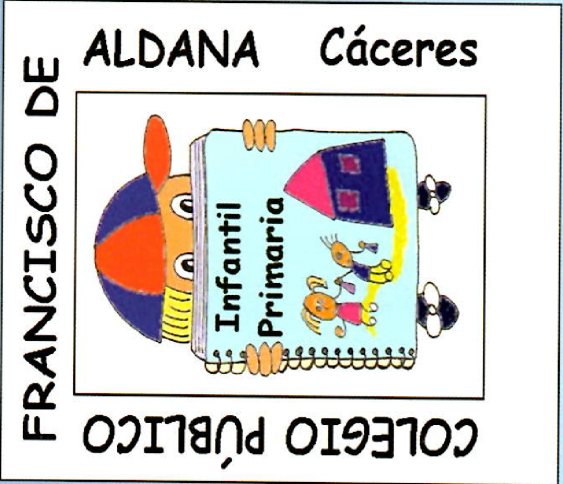 COLEGIO PÚBLICO
FRANCISCO DE
ALDANA Cáceres
Infantil
Primaria